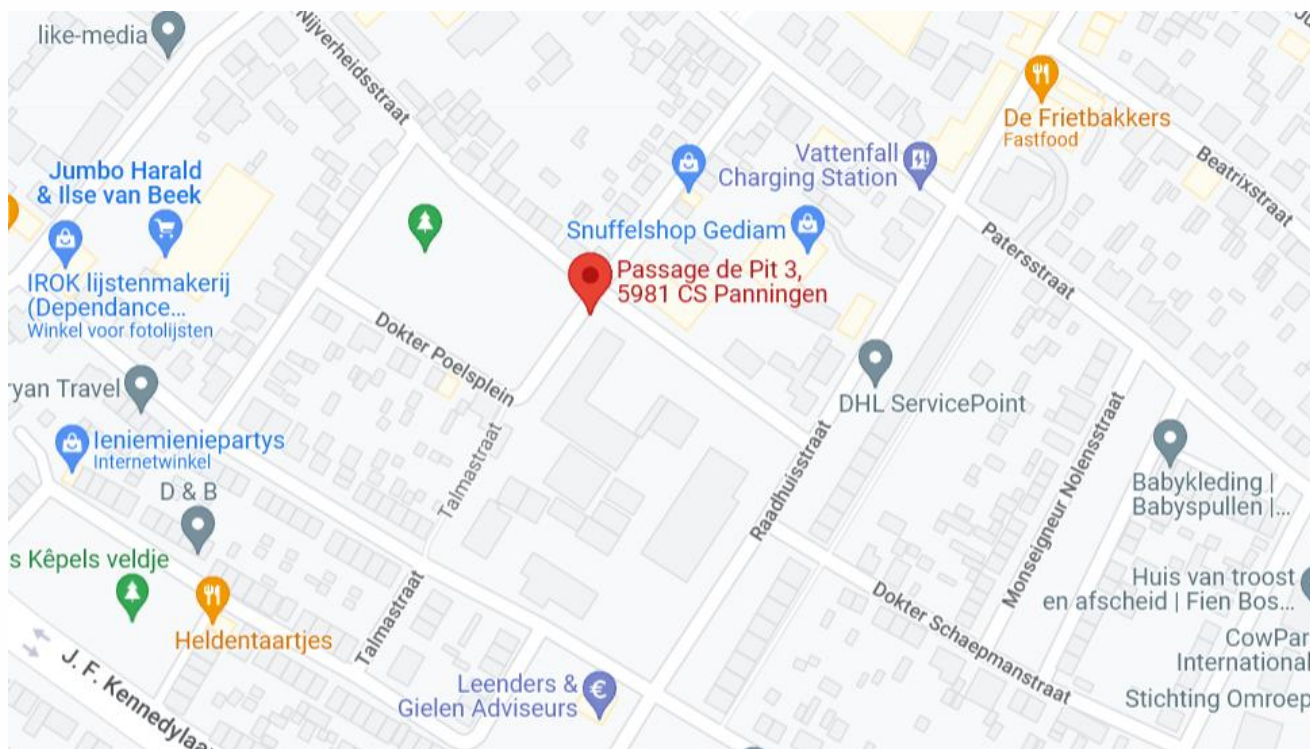 like-media
Nijverheidsstraat
De Frietbakkers
Fastfood
Vattenfall
Charging Station
Beatrixstraat
Jumbo Harald
& Ilse van Beek
Snuffelshop Gediam
Patersstraat
Passage de Pit 3,
5981 CS Panningen
IROK lijstenmakerij
(Dependance...
Winkel voor fotolijsten
Dokter Poelsplein
ryan Travel
DHL ServicePoint
Ieniemieniepartys
Internetwinkel
Talmastraat
Raadhuisstraat
Monseigneur Nolensstraat
Babykleding |
Babyspullen |...
D & B
s Kêpels veldje
Heldentaartjes
Talmastraat
Dokter Schaepmanstraat
Huis van troost
en afscheid | Fien Bos...
CowPar
International
Stichting Omroep
J. F. Kennedylaa
Leenders &
Gielen Adviseurs